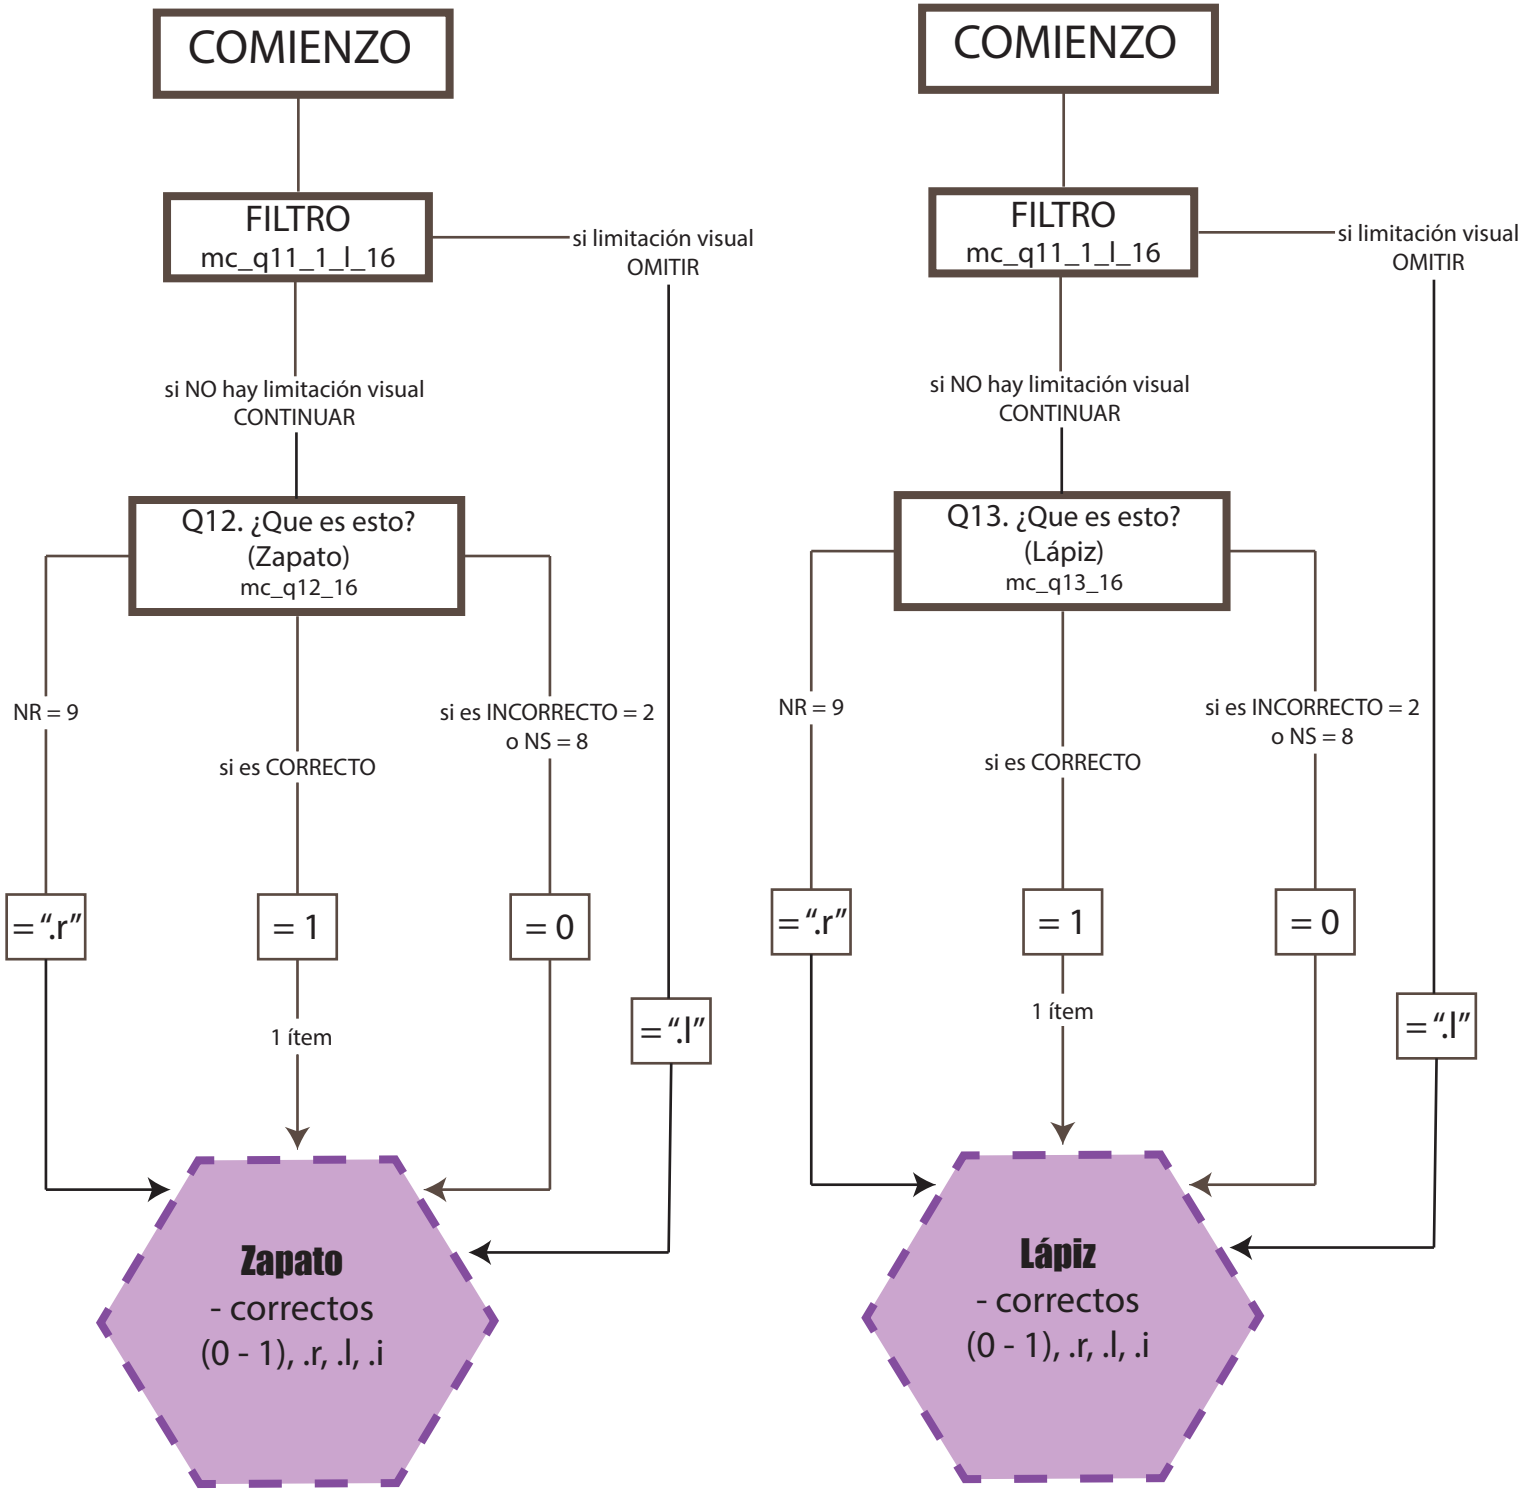 COMIENZO
FILTRO
mc_q11_1_l_16
si limitación visual
OMITIR
si NO hay limitación visual
CONTINUAR
Q12. ¿Que es esto?
(Zapato)
mc_q12_16
NR = 9
si es CORRECTO
si es INCORRECTO = 2
o NS = 8
= “.r”
= 1
= 0
= “.l”
1 ítem
Zapato
- correctos
(0 - 1), .r, .l, .i
COMIENZO
FILTRO
mc_q11_1_l_16
si limitación visual
OMITIR
si NO hay limitación visual
CONTINUAR
Q13. ¿Que es esto?
(Lápiz)
mc_q13_16
NR = 9
si es CORRECTO
si es INCORRECTO = 2
o NS = 8
= “.r”
= 1
= 0
= “.l”
1 ítem
Lápiz
- correctos
(0 - 1), .r, .l, .i